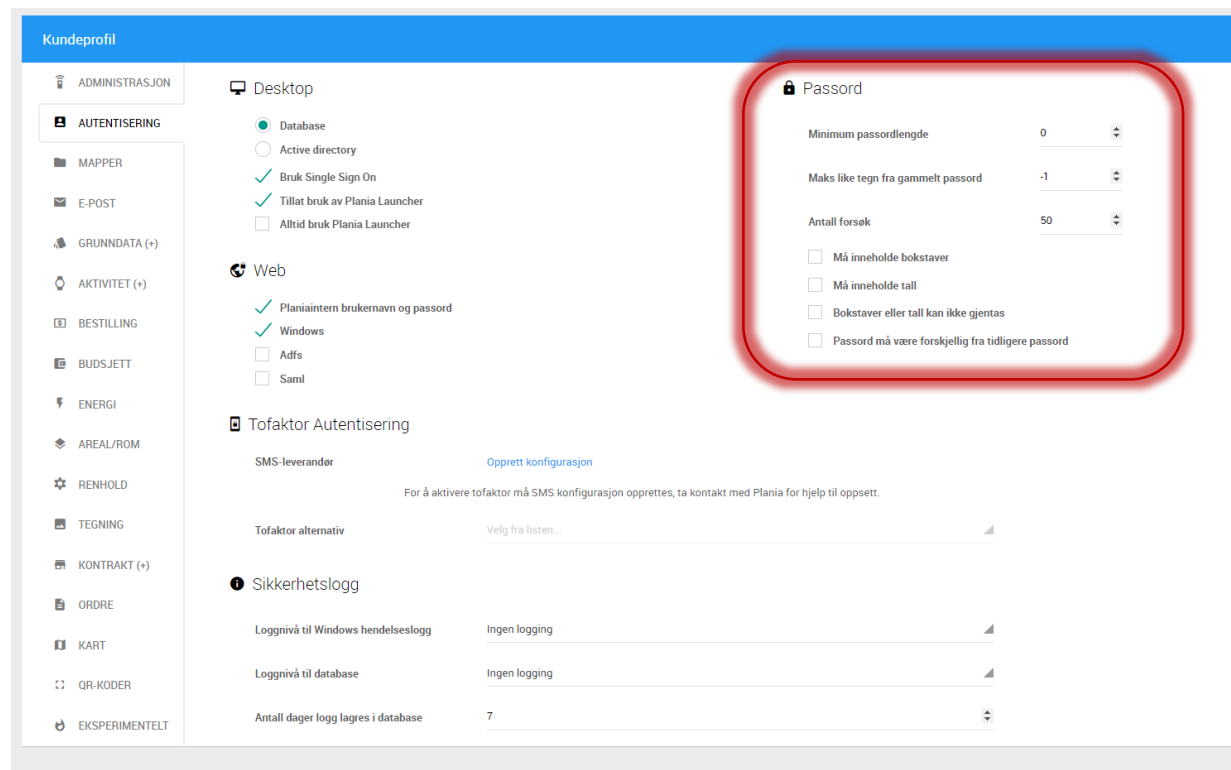 Kundeprofil
ADMINISTRASJON
AUTENTISERING
MAPPER
E-POST
GRUNNDATA (+)
AKTIVITET (+)
BESTILLING
BUDSJETT
ENERGI
AREAL/ROM
RENHOLD
TEGNING
KONTRAKT (+)
ORDRE
KART
QR-KODER
EKSPERIMENTELT
Desktop
Database
Active directory
Bruk Single Sign On
Tillat bruk av Plania Launcher
Alltid bruk Plania Launcher
Web
Planiaintern brukernavn og passord
Windows
Adfs
Saml
Passord
Minimum passordlengde 0
Maks like tegn fra gammelt passord -1
Antall forsøk 50
Må inneholde bokstaver
Må inneholde tall
Bokstaver eller tall kan ikke gjentas
Passord må være forskjellig fra tidligere passord
Tofaktor Autentisering
SMS-leverandør Opprett konfigurasjon
For å aktivere tofaktor må SMS konfigurasjon opprettes, ta kontakt med Plania for hjelp til oppsett.
Tofaktor alternativ Velg fra listen...
Sikkerhetslogg
Loggnivå til Windows hendelseslogg Ingen logging
Loggnivå til database Ingen logging
Antall dager logg lagres i database 7